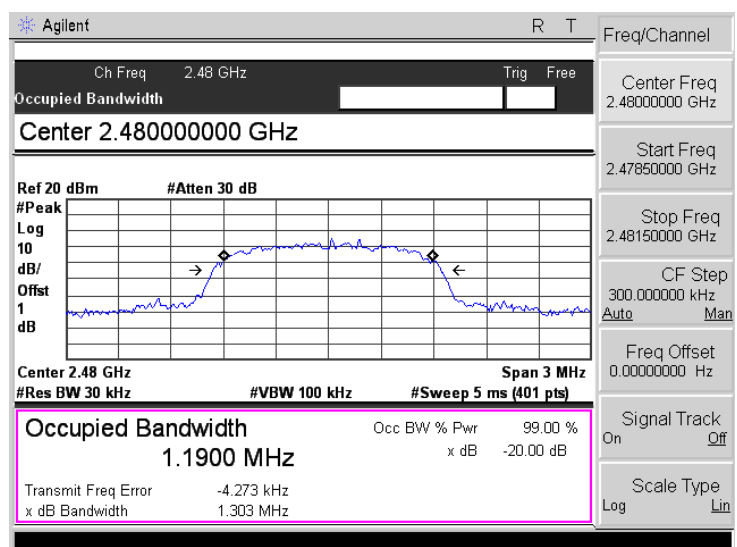 Agilent
R T
Ch Freq 2.48 GHz Trig Free
Occupied Bandwidth
Center 2.480000000 GHz
Ref 20 dBm #Atten 30 dB
#Peak
Log
10
dB/
Offst
1
dB
Center 2.48 GHz Span 3 MHz
#Res BW 30 kHz #VBW 100 kHz #Sweep 5 ms (401 pts)
Occupied Bandwidth
1.1900 MHz
Occ BW % Pwr 99.00 %
x dB -20.00 dB
Transmit Freq Error -4.273 kHz
x dB Bandwidth 1.303 MHz
Freq/Channel
Center Freq
2.48000000 GHz
Start Freq
2.47850000 GHz
Stop Freq
2.48150000 GHz
CF Step
300.000000 kHz
Auto Man
Freq Offset
0.00000000 Hz
Signal Track
On Off
Scale Type
Log Lin